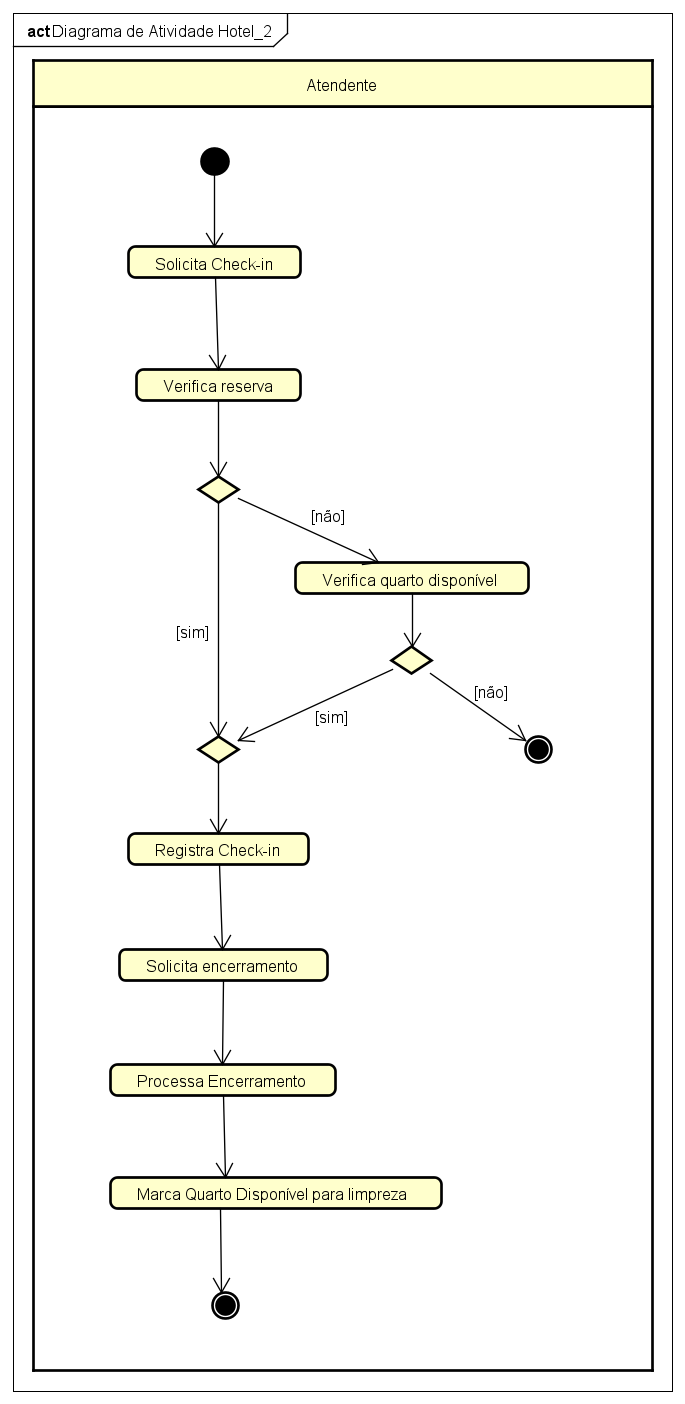 act Diagrama de Atividade Hotel_2
Atendente
Solicita Check-in
Verifica reserva
[não]
Verifica quarto disponível
[sim]
[não]
[sim]
Registra Check-in
Solicita encerramento
Processa Encerramento
Marca Quarto Disponível para limpreza